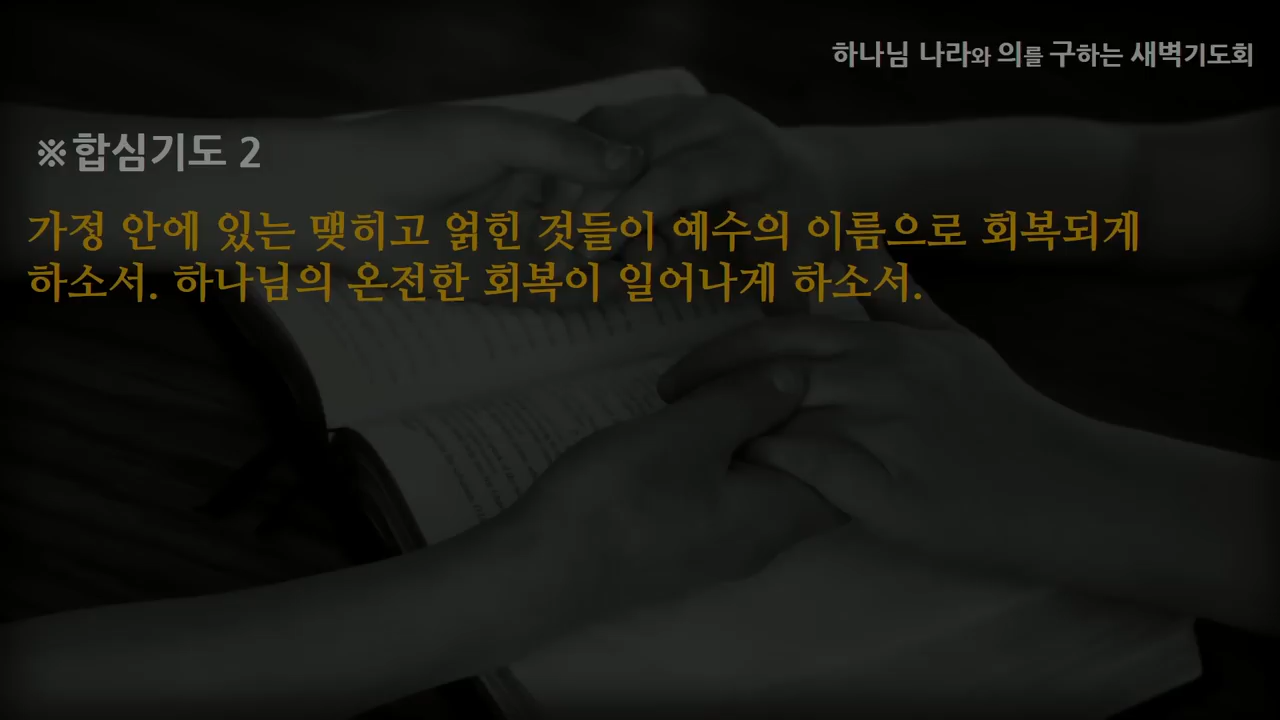 하나님 나라와 의를 구하는 새벽기도회
※합심기도 2
가정 안에 있는 맺히고 얽힌 것들이 예수의 이름으로 회복되게
하소서. 하나님의 온전한 회복이 일어나게 하소서.